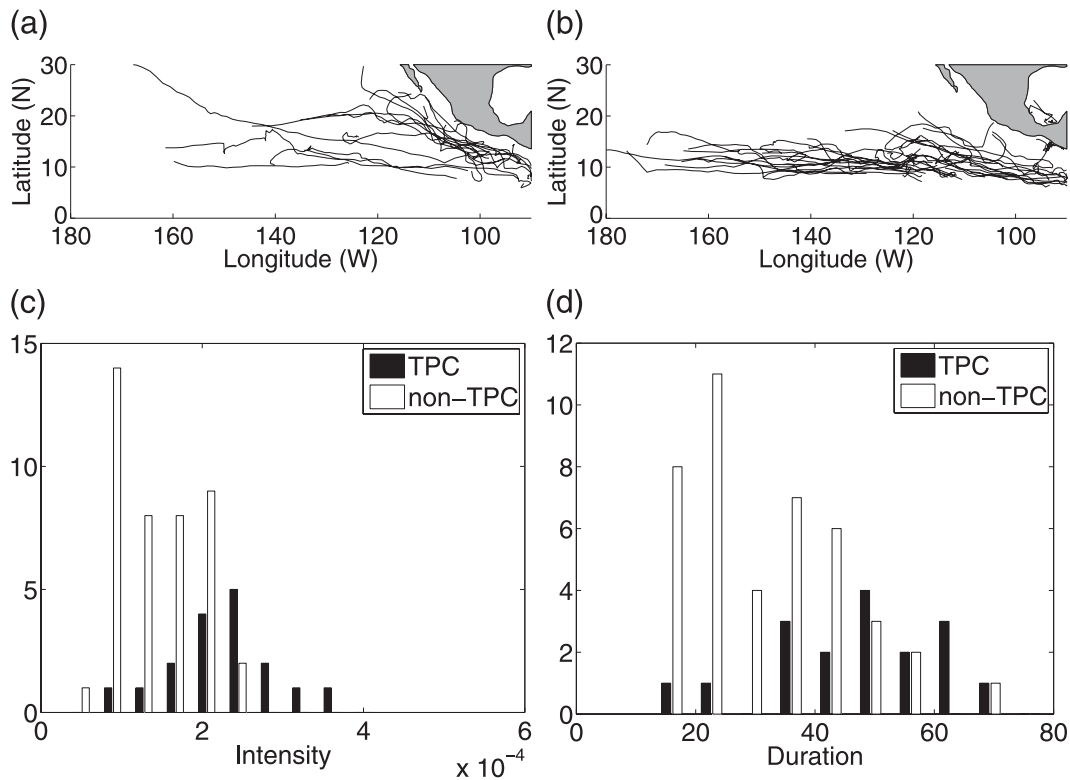 (a)
(b)
Latitude (N)
30
20
10
0
180
160
140
120
100
Longitude (W)
Latitude (N)
30
20
10
0
180
160
140
120
100
Longitude (W)
(c)
(d)
15
10
5
0
0
2
4
6
Intensity
x 10⁻⁴
TPC
non-TPC
12
10
8
6
4
2
0
0
20
40
60
80
Duration
TPC
non-TPC